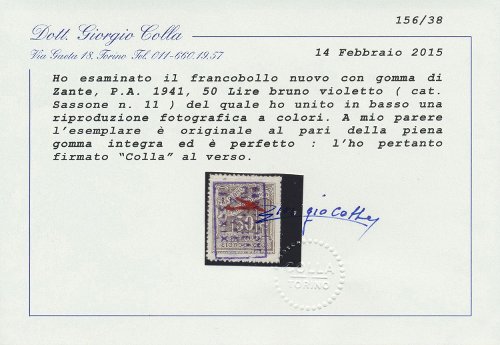 156/38
Dott. Giorgio Colla
Via Gaeta 18, Torino Tel. 011-660.19.57
14 Febbraio 2015
Ho esaminato il francobollo nuovo con gomma di
Zante, P.A. 1941, 50 Lire bruno violetto ( cat.
Sassone n. 11 ) del quale ho unito in basso una
riproduzione fotografica a colori. A mio parere
l'esemplare è originale al pari della piena
gomma integra ed è perfetto : l'ho pertanto
firmato "Colla" al verso.
50
Giorgio Colla
COLLA
TORINO